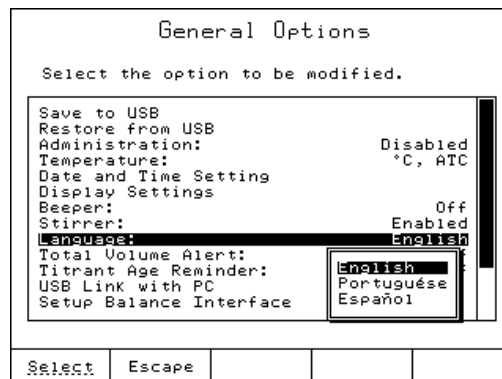 General Options
Select the option to be modified.
Save to USB
Restore from USB
Administration: Disabled
Temperature: °C, ATC
Date and Time Setting
Display Settings
Beeper: Off
Stirrer: Enabled
Language: English
Total Volume Alert:
Titrant Age Reminder:
USB Link with PC
Setup Balance Interface
English
Portuguése
Español
Select Escape